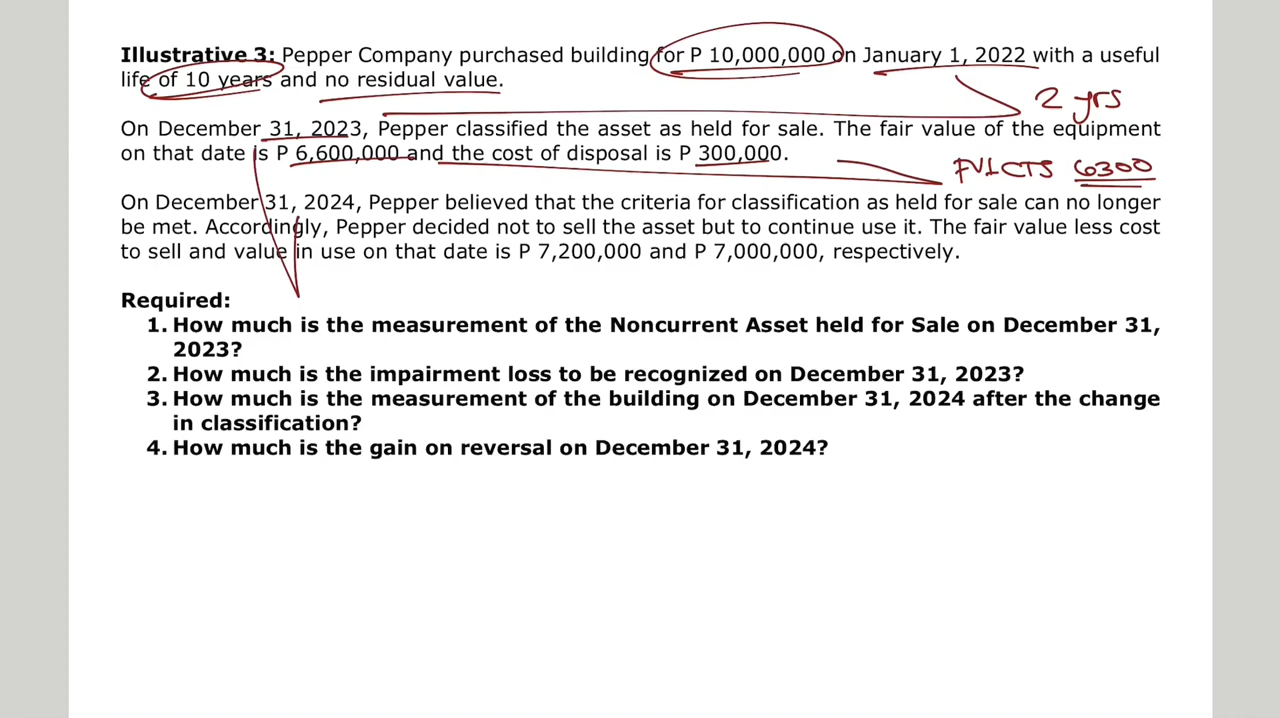 Illustrative 3: Pepper Company purchased building for P 10,000,000 on January 1, 2022 with a useful
life of 10 years and no residual value.
2 yrs
On December 31, 2023, Pepper classified the asset as held for sale. The fair value of the equipment
on that date is P 6,600,000 and the cost of disposal is P 300,000.
FVLCTS 6300
On December 31, 2024, Pepper believed that the criteria for classification as held for sale can no longer
be met. Accordingly, Pepper decided not to sell the asset but to continue use it. The fair value less cost
to sell and value in use on that date is P 7,200,000 and P 7,000,000, respectively.
Required:
1. How much is the measurement of the Noncurrent Asset held for Sale on December 31,
2023?
2. How much is the impairment loss to be recognized on December 31, 2023?
3. How much is the measurement of the building on December 31, 2024 after the change
in classification?
4. How much is the gain on reversal on December 31, 2024?